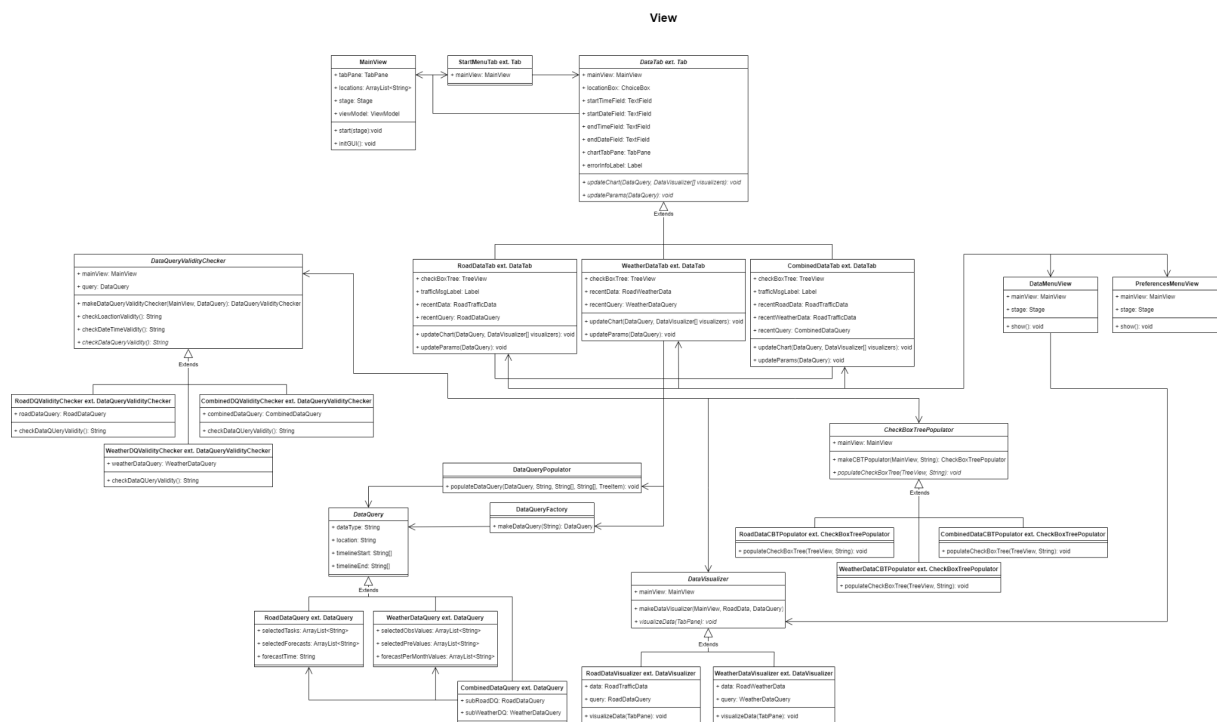 View
MainView
+ tabPane: TabPane
+ locations: ArrayList<String>
+ stage: Stage
+ viewModel: ViewModel
+ start(stage):void
+ initGUI(): void
StartMenuTab ext. Tab
+ mainView: MainView
DataTab ext. Tab
+ mainView: MainView
+ locationBox: ChoiceBox
+ startTimeField: TextField
+ startDateField: TextField
+ endTimeField: TextField
+ endDateField: TextField
+ chartTabPane: TabPane
+ errorInfoLabel: Label
+ updateChart(DataQuery, DataVisualizer[] visualizers): void
+ updateParams(DataQuery): void
Extends
DataQueryValidityChecker
+ mainView: MainView
+ query: DataQuery
+ makeDataQueryValidityChecker(MainView, DataQuery): DataQueryValidityChecker
+ checkLoactionValidity(): String
+ checkDateTimeValidity(): String
+ checkDataQueryValidity(): String
Extends
RoadDataTab ext. DataTab
+ checkBoxTree: TreeView
+ trafficMsgLabel: Label
+ recentData: RoadTrafficData
+ recentQuery: RoadDataQuery
+ updateChart(DataQuery, DataVisualizer[] visualizers): void
+ updateParams(DataQuery): void
WeatherDataTab ext. DataTab
+ checkBoxTree: TreeView
+ recentData: RoadWeatherData
+ recentQuery: WeatherDataQuery
+ updateChart(DataQuery, DataVisualizer[] visualizers): void
+ updateParams(DataQuery): void
CombinedDataTab ext. DataTab
+ checkBoxTree: TreeView
+ trafficMsgLabel: Label
+ recentRoadData: RoadTrafficData
+ recentWeatherData: RoadTrafficData
+ recentQuery: CombinedDataQuery
+ updateChart(DataQuery, DataVisualizer[] visualizers): void
+ updateParams(DataQuery): void
DataMenuView
+ mainView: MainView
+ stage: Stage
+ show(): void
PreferencesMenuView
+ mainView: MainView
+ stage: Stage
+ show(): void
RoadDQValidityChecker ext. DataQueryValidityChecker
+ roadDataQuery: RoadDataQuery
+ checkDataQUeryValidity(): String
CombinedDQValidityChecker ext. DataQueryValidityChecker
+ combinedDataQuery: CombinedDataQuery
+ checkDataQUeryValidity(): String
WeatherDQValidityChecker ext. DataQueryValidityChecker
+ weatherDataQuery: WeatherDataQuery
+ checkDataQUeryValidity(): String
CheckBoxTreePopulator
+ mainView: MainView
+ makeCBTPopulator(MainView, String): CheckBoxTreePopulator
+ populateCheckBoxTree(TreeView, String): void
Extends
DataQueryPopulator
+ populateDataQuery(DataQuery, String, String[], String[], TreeItem): void
DataQueryFactory
+ makeDataQuery(String): DataQuery
DataQuery
+ dataType: String
+ location: String
+ timelineStart: String[]
+ timelineEnd: String[]
Extends
RoadDataCBTPopulator ext. CheckBoxTreePopulator
+ populateCheckBoxTree(TreeView, String): void
CombinedDataCBTPopulator ext. CheckBoxTreePopulator
+ populateCheckBoxTree(TreeView, String): void
WeatherDataCBTPopulator ext. CheckBoxTreePopulator
+ populateCheckBoxTree(TreeView, String): void
DataVisualizer
+ mainView: MainView
+ makeDataVisualizer(MainView, RoadData, DataQuery)
+ visualizeData(TabPane): void
Extends
RoadDataQuery ext. DataQuery
+ selectedTasks: ArrayList<String>
+ selectedForecasts: ArrayList<String>
+ forecastTime: String
WeatherDataQuery ext. DataQuery
+ selectedObsValues: ArrayList<String>
+ selectedPreValues: ArrayList<String>
+ forecastPerMonthValues: ArrayList<String>
CombinedDataQuery ext. DataQuery
+ subRoadDQ: RoadDataQuery
+ subWeatherDQ: WeatherDataQuery
RoadDataVisualizer ext. DataVisualizer
+ data: RoadTrafficData
+ query: RoadDataQuery
+ visualizeData(TabPane): void
WeatherDataVisualizer ext. DataVisualizer
+ data: RoadWeatherData
+ query: WeatherDataQuery
+ visualizeData(TabPane): void